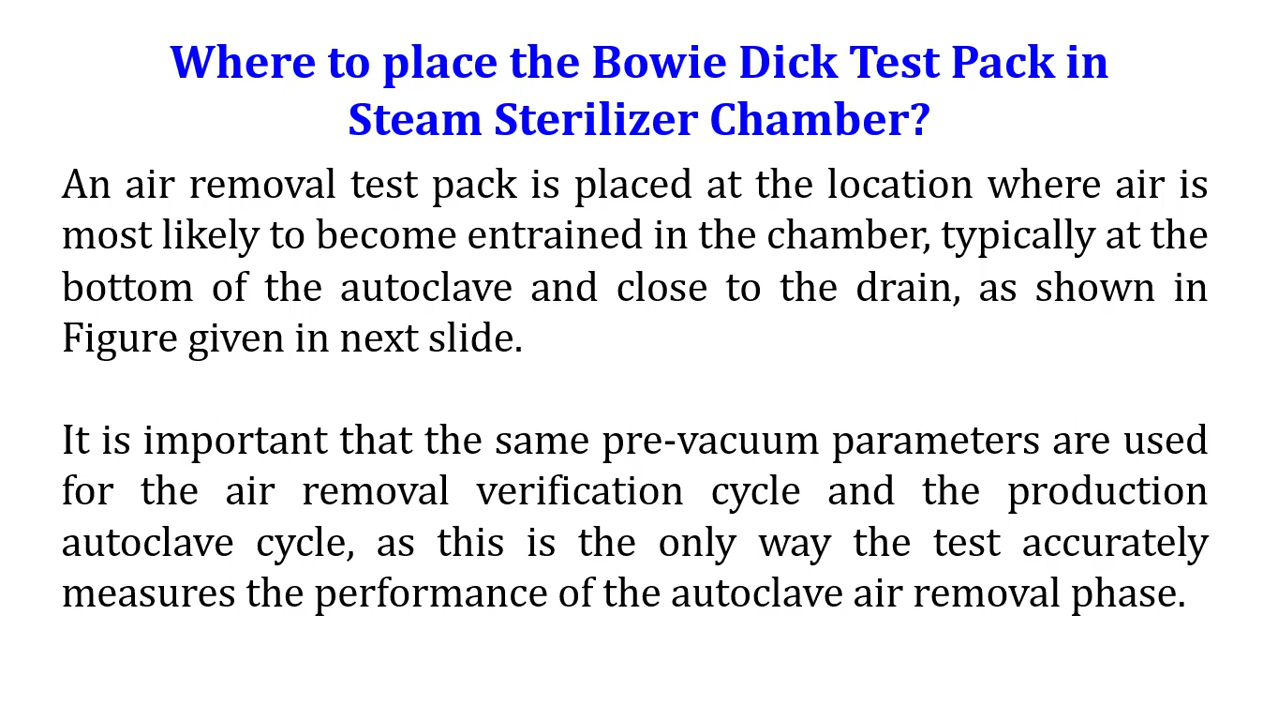 Where to place the Bowie Dick Test Pack in
Steam Sterilizer Chamber?
An air removal test pack is placed at the location where air is
most likely to become entrained in the chamber, typically at the
bottom of the autoclave and close to the drain, as shown in
Figure given in next slide.
It is important that the same pre-vacuum parameters are used
for the air removal verification cycle and the production
autoclave cycle, as this is the only way the test accurately
measures the performance of the autoclave air removal phase.